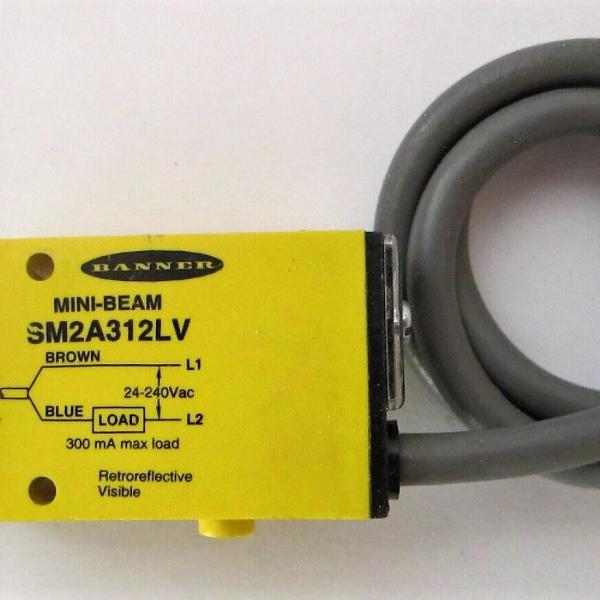 BANNER
MINI-BEAM
SM2A312LV
BROWN L1
24-240Vac
BLUE LOAD L2
300 mA max load
Retroreflective
Visible